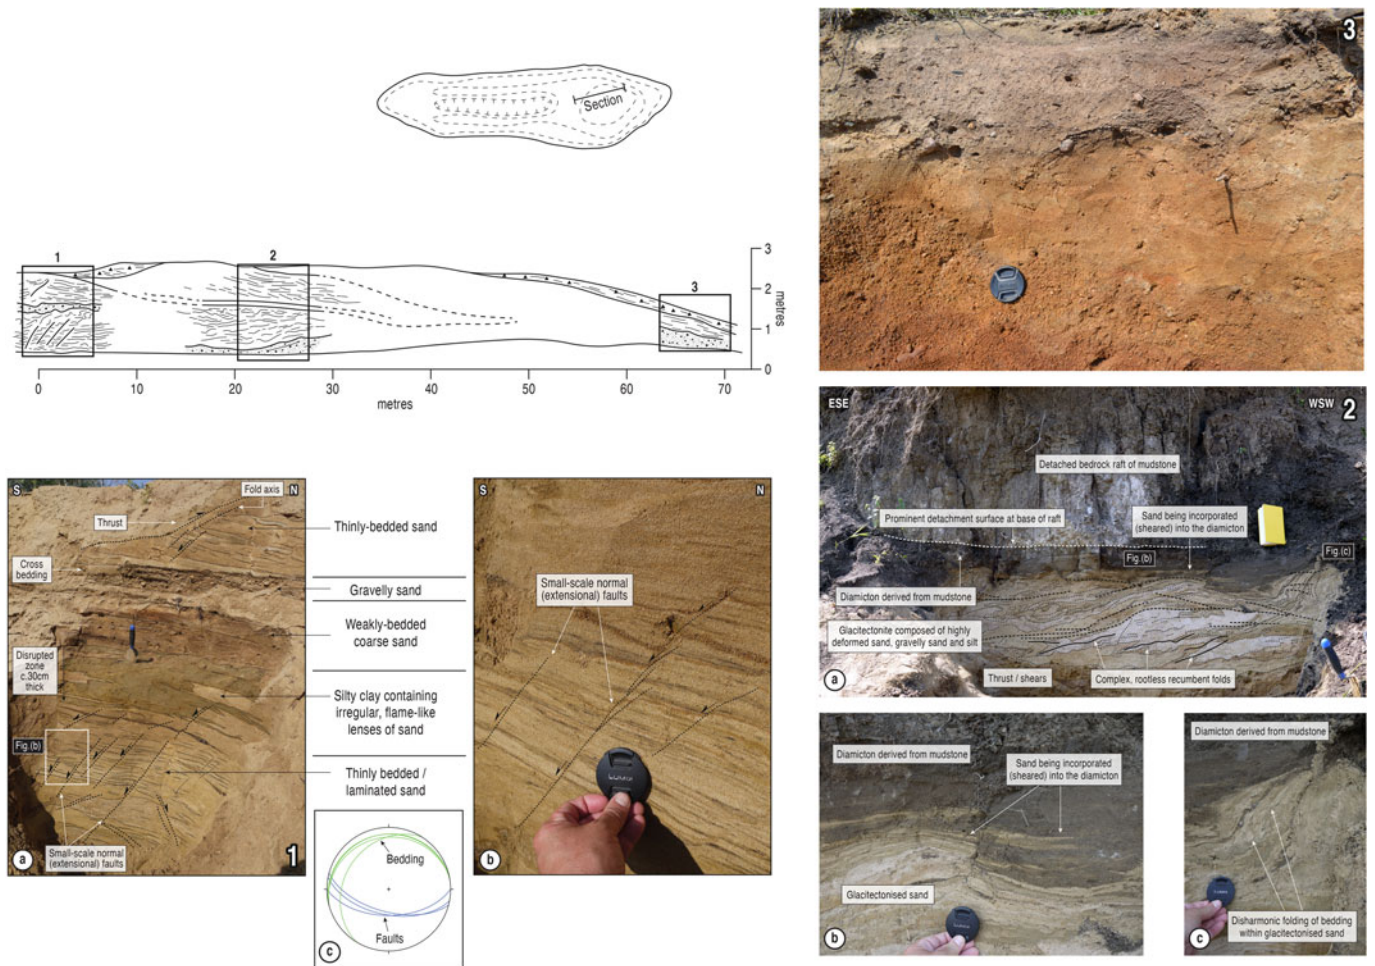 Section
1
2
3
3
2
1
0
metres
0
10
20
30
40
50
60
70
metres
3
S
N
Fold axis
Thrust
Cross
bedding
Disrupted
zone
c.30cm
thick
Fig.(b)
Small-scale normal
(extensional) faults
a
1
Thinly-bedded sand
Gravelly sand
Weakly-bedded
coarse sand
Silty clay containing
irregular, flame-like
lenses of sand
Thinly bedded /
laminated sand
Bedding
Faults
c
S
N
Small-scale normal
(extensional) faults
b
ESE
WSW
2
Detached bedrock raft of mudstone
Prominent detachment surface at base of raft
Sand being incorporated
(sheared) into the diamicton
Fig.(b)
Fig.(c)
Diamicton derived from mudstone
Glacitectonite composed of highly
deformed sand, gravelly sand and silt
Thrust / shears
Complex, rootless recumbent folds
a
Diamicton derived from mudstone
Sand being incorporated
(sheared) into the diamicton
Glacitectonised sand
b
Diamicton derived from mudstone
Disharmonic folding of bedding
within glacitectonised sand
c